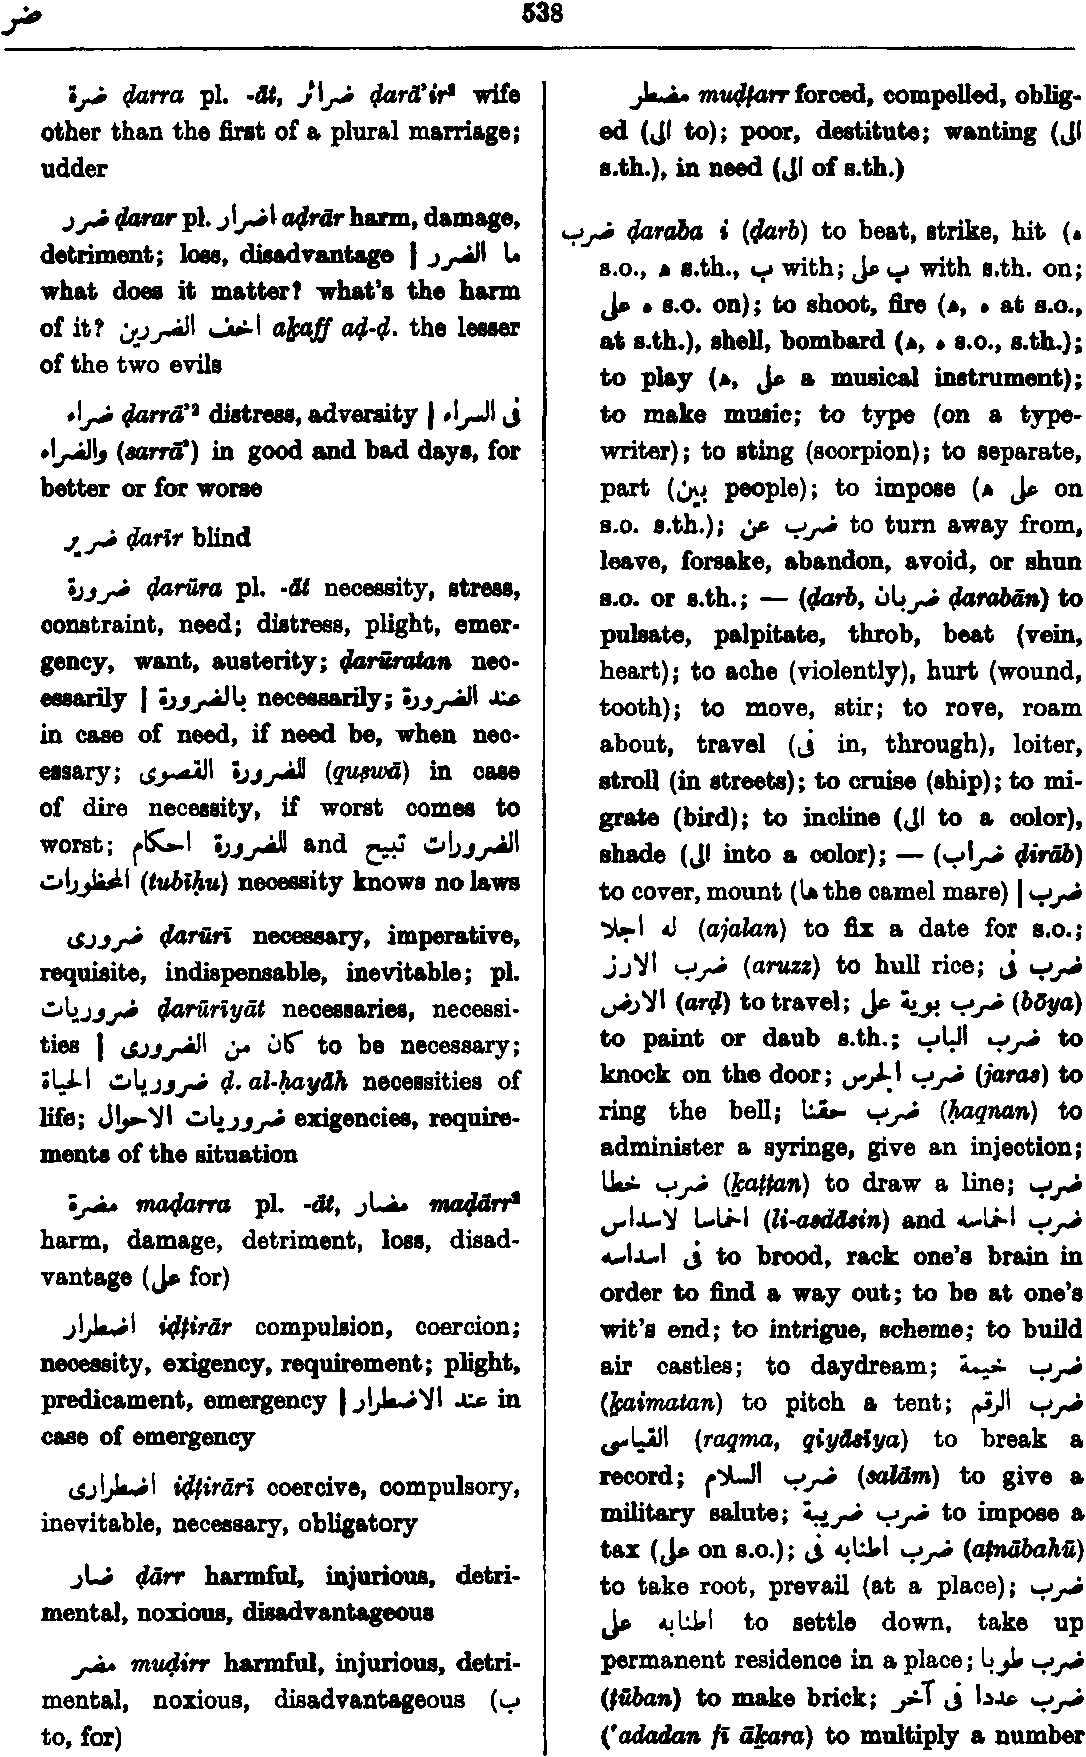 ضر
538
ضرة ḍarra pl. -āt, ضرائر ḍarā'ir² wife
other than the first of a plural marriage;
udder
ضرر ḍarar pl. اضرار aḍrār harm, damage,
detriment; loss, disadvantage | ما الضرر
what does it matter? what's the harm
of it? اخف الضررين aḵaff aḍ-ḍ. the lesser
of the two evils
ضراء ḍarrā'² distress, adversity | فى السراء
والضراء (sarrā') in good and bad days, for
better or for worse
ضرير ḍarīr blind
ضرورة ḍarūra pl. -āt necessity, stress,
constraint, need; distress, plight, emer-
gency, want, austerity; ḍarūratan nec-
essarily | بالضرورة necessarily; عند الضرورة
in case of need, if need be, when nec-
essary; للضرورة القصوى (quṣwā) in case
of dire necessity, if worst comes to
worst; للضرورة احكام and الضرورات تبيح
المحظورات (tubīḥu) necessity knows no laws
ضرورى ḍarūrī necessary, imperative,
requisite, indispensable, inevitable; pl.
ضروريات ḍarūrīyāt necessaries, necessi-
ties | كان من الضرورى to be necessary;
ضروريات الحياة ḍ. al-ḥayāh necessities of
life; ضروريات الاحوال exigencies, require-
ments of the situation
مضرة maḍarra pl. -āt, مضار maḍārr²
harm, damage, detriment, loss, disad-
vantage (على for)
اضطرار iḍṭirār compulsion, coercion;
necessity, exigency, requirement; plight,
predicament, emergency | عند الاضطرار in
case of emergency
اضطرارى iḍṭirārī coercive, compulsory,
inevitable, necessary, obligatory
ضار ḍārr harmful, injurious, detri-
mental, noxious, disadvantageous
مضر muḍirr harmful, injurious, detri-
mental, noxious, disadvantageous (ب
to, for)
مضطر muḍṭarr forced, compelled, oblig-
ed (الى to); poor, destitute; wanting (الى
s.th.), in need (الى of s.th.)
ضرب ḍaraba i (ḍarb) to beat, strike, hit (ه
s.o., ه s.th., ب with; ب على with s.th. on;
ه على s.o. on); to shoot, fire (ه, ه at s.o.,
at s.th.), shell, bombard (ه, ه s.o., s.th.);
to play (ه, على a musical instrument);
to make music; to type (on a type-
writer); to sting (scorpion); to separate,
part (بين people); to impose (ه على on
s.o. s.th.); ضرب عن to turn away from,
leave, forsake, abandon, avoid, or shun
s.o. or s.th.; — (ḍarb, ضربان ḍarabān) to
pulsate, palpitate, throb, beat (vein,
heart); to ache (violently), hurt (wound,
tooth); to move, stir; to rove, roam
about, travel (فى in, through), loiter,
stroll (in streets); to cruise (ship); to mi-
grate (bird); to incline (الى to a color),
shade (الى into a color); — (ضراب ḍirāb)
to cover, mount (ها the camel mare) | ضرب
له اجلا (ajalan) to fix a date for s.o.;
ضرب الارز (aruzz) to hull rice; ضرب فى
الارض (arḍ) to travel; ضرب بوية على (bōya)
to paint or daub s.th.; ضرب الباب to
knock on the door; ضرب الجرس (jaras) to
ring the bell; ضرب حقنا (ḥaqnan) to
administer a syringe, give an injection;
ضرب خطا (ḵaṭṭan) to draw a line; ضرب
اخماسا لاسداس (li-asdāsin) and ضرب اخماسه
فى اسداسه to brood, rack one's brain in
order to find a way out; to be at one's
wit's end; to intrigue, scheme; to build
air castles; to daydream; ضرب خيمة
(ḵaimatan) to pitch a tent; ضرب الرقم
القياسى (raqma, qiyāsīya) to break a
record; ضرب السلام (salām) to give a
military salute; ضرب ضريبة to impose a
tax (على on s.o.); ضرب اطنابه فى (aṭnābahū)
to take root, prevail (at a place); ضرب
اطنابه على to settle down, take up
permanent residence in a place; ضرب طوبا
(ṭūban) to make brick; ضرب عددا فى آخر
('adadan fī āḵara) to multiply a number